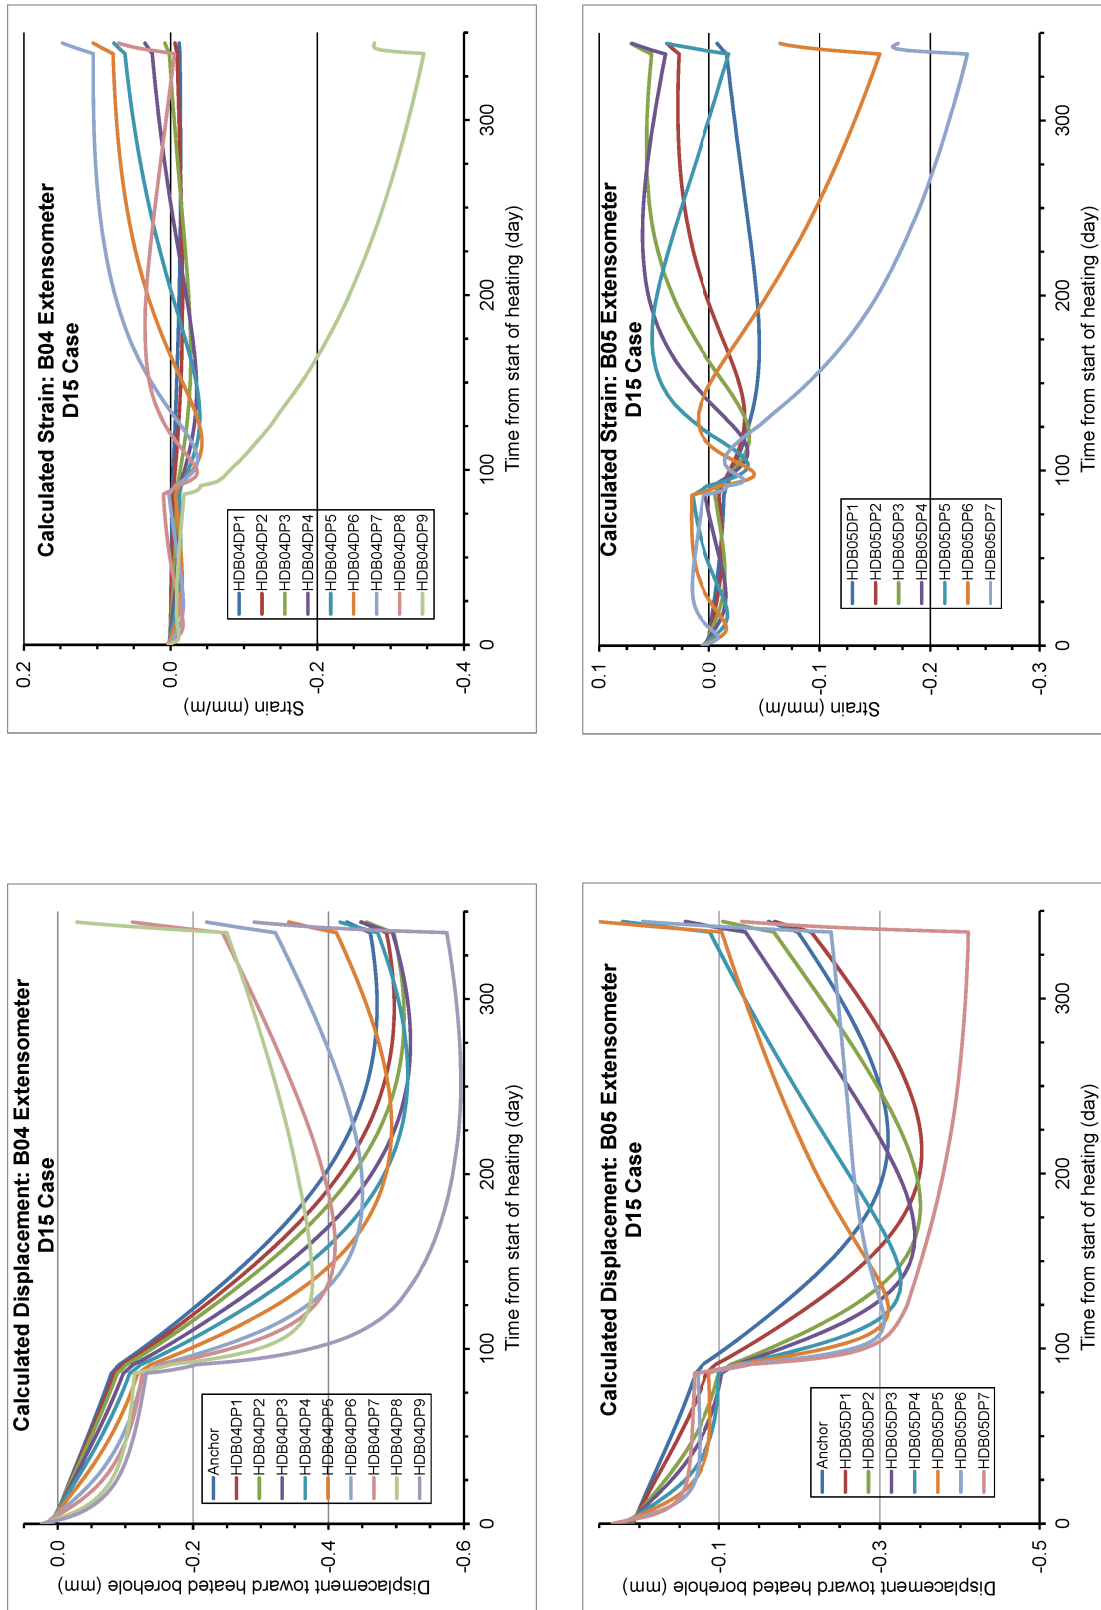 Calculated Displacement: B04 Extensometer
D15 Case
Displacement toward heated borehole (mm)
0.0
-0.2
-0.4
-0.6
Anchor
HDB04DP1
HDB04DP2
HDB04DP3
HDB04DP4
HDB04DP5
HDB04DP6
HDB04DP7
HDB04DP8
HDB04DP9
0
100
200
300
Time from start of heating (day)
Calculated Strain: B04 Extensometer
D15 Case
Strain (mm/m)
0.2
0.0
-0.2
-0.4
HDB04DP1
HDB04DP2
HDB04DP3
HDB04DP4
HDB04DP5
HDB04DP6
HDB04DP7
HDB04DP8
HDB04DP9
0
100
200
300
Time from start of heating (day)
Calculated Displacement: B05 Extensometer
D15 Case
Displacement toward heated borehole (mm)
-0.1
-0.3
-0.5
Anchor
HDB05DP1
HDB05DP2
HDB05DP3
HDB05DP4
HDB05DP5
HDB05DP6
HDB05DP7
0
100
200
300
Time from start of heating (day)
Calculated Strain: B05 Extensometer
D15 Case
Strain (mm/m)
0.1
0.0
-0.1
-0.2
-0.3
HDB05DP1
HDB05DP2
HDB05DP3
HDB05DP4
HDB05DP5
HDB05DP6
HDB05DP7
0
100
200
300
Time from start of heating (day)